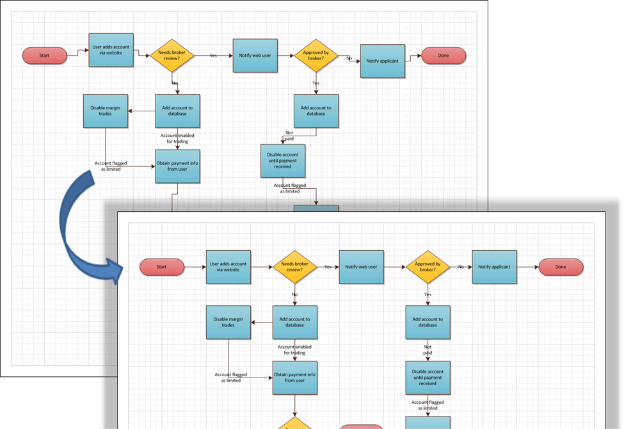 Start
User adds account
via website
Needs broker
review?
Yes
Notify web user
Approved by
broker?
No
Notify applicant
Done
No
Yes
Disable margin
trades
Add account to
database
Add account to
database
Account enabled
for trading
Not
paid
Account flagged
as limited
Obtain payment info
from user
Disable account
until payment
received
Account flagged
as limited
Start
User adds account
via website
Needs broker
review?
Yes
Notify web user
Approved by
broker?
No
Notify applicant
Done
No
Yes
Disable margin
trades
Add account to
database
Add account to
database
Account enabled
for trading
Not
paid
Account flagged
as limited
Obtain payment info
from user
Disable account
until payment
received
Account flagged
as limited